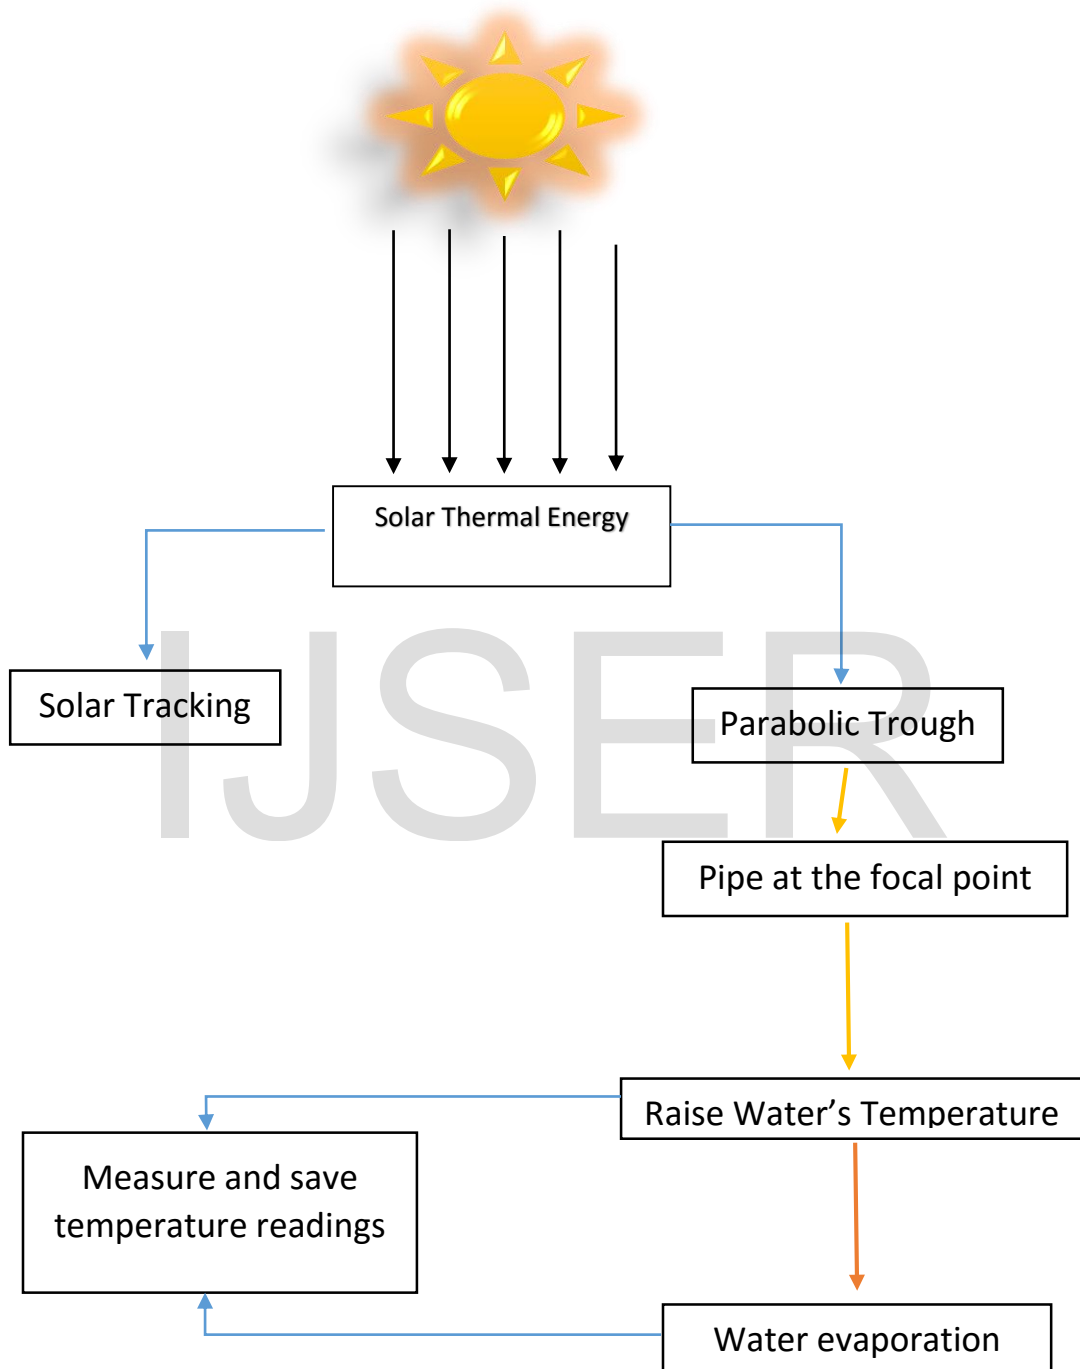 Solar Thermal Energy
Solar Tracking
Parabolic Trough
IJSER
Pipe at the focal point
Raise Water's Temperature
Measure and save
temperature readings
Water evaporation